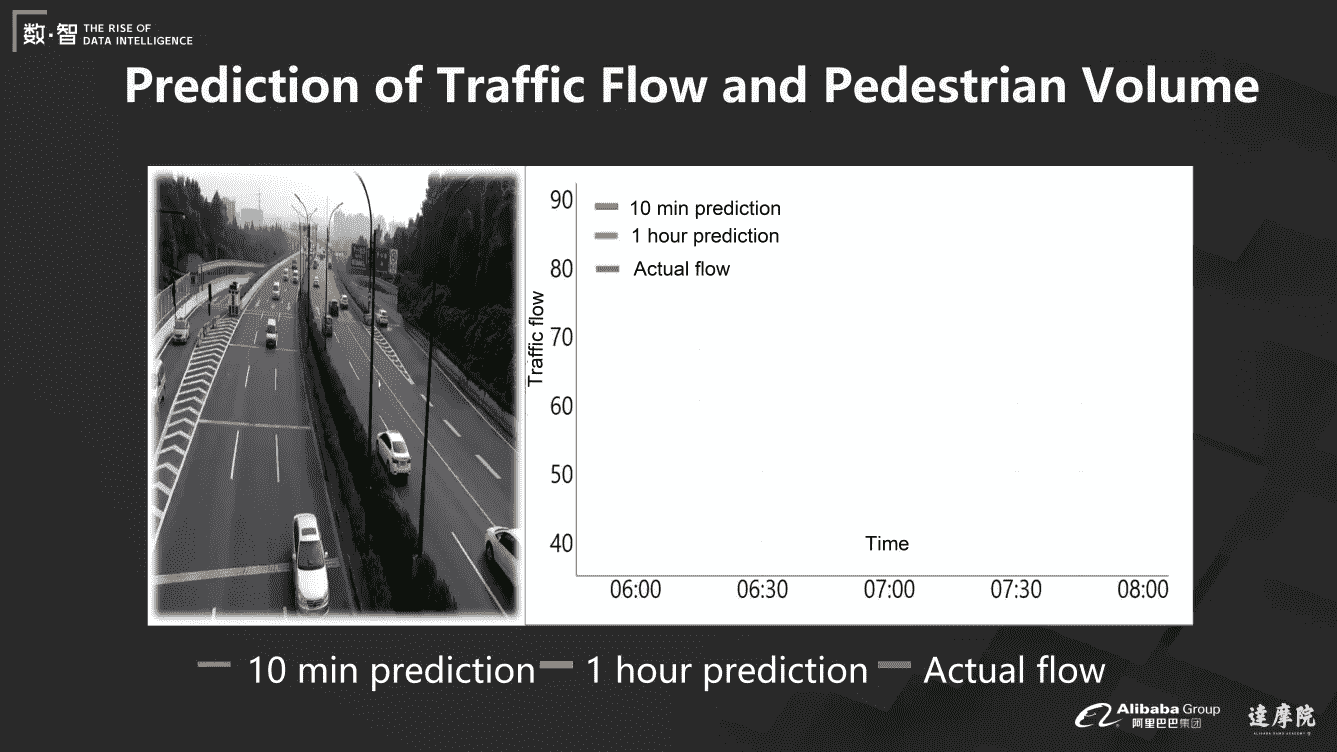 数·智 THE RISE OF
DATA INTELLIGENCE
Prediction of Traffic Flow and Pedestrian Volume
90
10 min prediction
1 hour prediction
80
Actual flow
70
Traffic flow
60
50
40
Time
06:00 06:30 07:00 07:30 08:00
10 min prediction 1 hour prediction Actual flow
Alibaba Group
阿里巴巴集团
達摩院